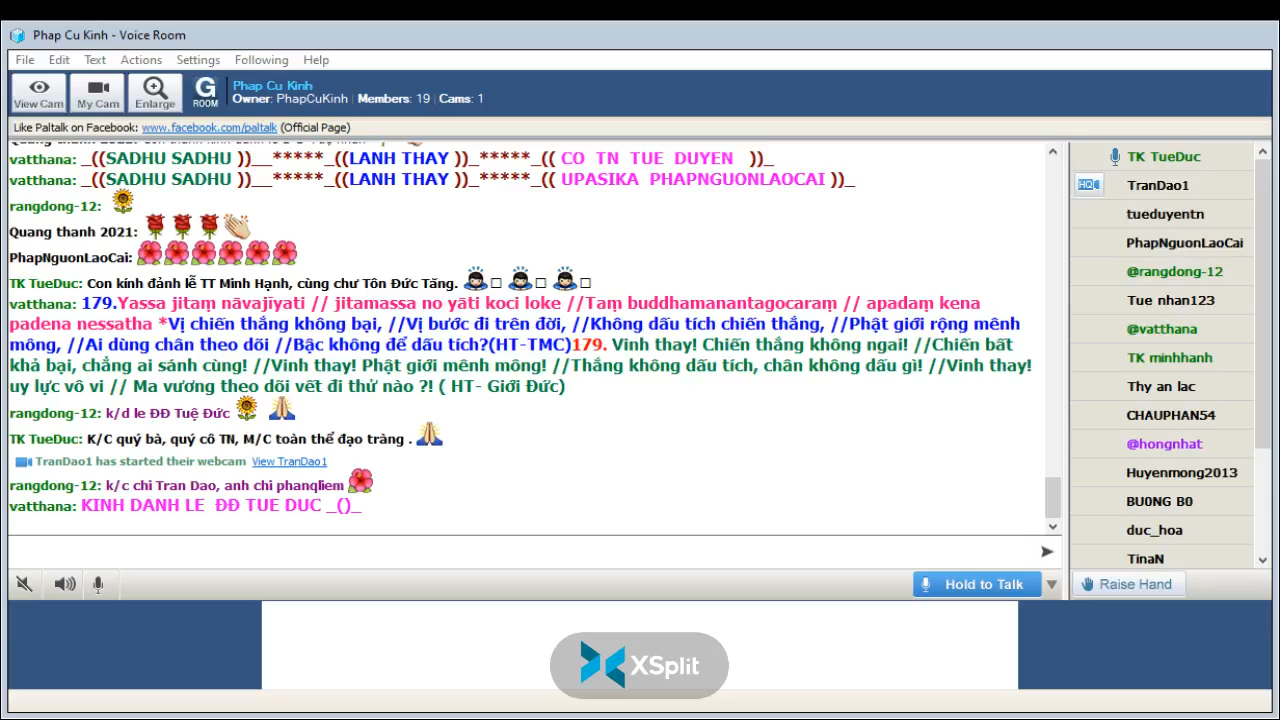 Phap Cu Kinh - Voice Room
File Edit Text Actions Settings Following Help
View Cam
My Cam
Enlarge
G
ROOM
Phap Cu Kinh
Owner: PhapCuKinh | Members: 19 | Cams: 1
Like Paltalk on Facebook: www.facebook.com/paltalk (Official Page)
vatthana: _((SADHU SADHU ))__*****_((LANH THAY ))_*****_(( CO TN TUE DUYEN ))_
vatthana: _((SADHU SADHU ))__*****_((LANH THAY ))_*****_(( UPASIKA PHAPNGUONLAOCAI ))_
rangdong-12:
Quang thanh 2021:
PhapNguonLaoCai:
TK TueDuc: Con kính đảnh lễ TT Minh Hạnh, cùng chư Tôn Đức Tăng.
vatthana: 179.Yassa jitaṃ nāvajīyati // jitamassa no yāti koci loke //Taṃ buddhamanantagocaraṃ // apadaṃ kena
padena nessatha *Vị chiến thắng không bại, //Vị bước đi trên đời, //Không dấu tích chiến thắng, //Phật giới rộng mênh
mông, //Ai dùng chân theo dõi //Bậc không để dấu tích?(HT-TMC)179. Vinh thay! Chiến thắng không ngai! //Chiến bất
khả bại, chẳng ai sánh cùng! //Vinh thay! Phật giới mênh mông! //Thắng không dấu tích, chân không dấu gì! //Vinh thay!
uy lực vô vi // Ma vương theo dõi vết đi thử nào ?! ( HT- Giới Đức)
rangdong-12: k/d le ĐĐ Tuệ Đức
TK TueDuc: K/C quý bà, quý cô TN, M/C toàn thể đạo tràng .
TranDao1 has started their webcam View TranDao1
rangdong-12: k/c chi Tran Dao, anh chi phanqliem
vatthana: KINH DANH LE ĐĐ TUE DUC _()_
Hold to Talk
TK TueDuc
HQ
TranDao1
tueduyentn
PhapNguonLaoCai
@rangdong-12
Tue nhan123
@vatthana
TK minhhanh
Thy an lac
CHAUPHAN54
@hongnhat
Huyenmong2013
BU0NG B0
duc_hoa
TinaN
Raise Hand
XSplit